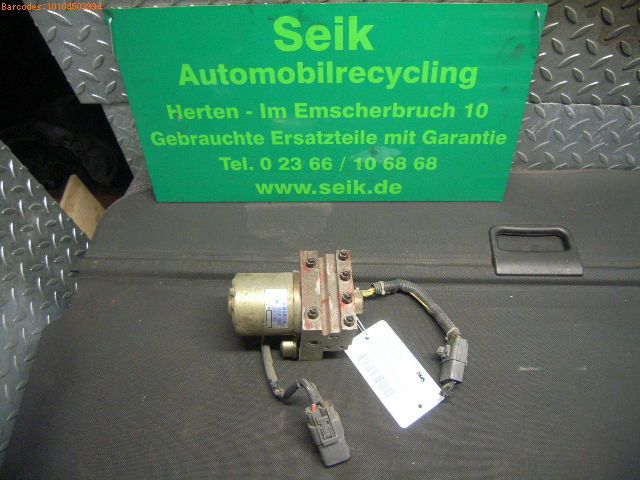 Barcodes:10104503994
Seik
Automobilrecycling
Herten - Im Emscherbruch 10
Gebrauchte Ersatzteile mit Garantie
Tel. 0 23 66 / 10 68 68
www.seik.de